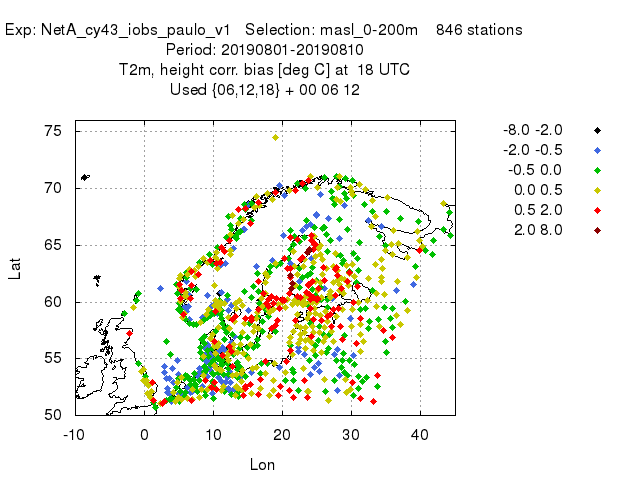 Exp: NetA_cy43_iobs_paulo_v1 Selection: masl_0-200m 846 stations
Period: 20190801-20190810
T2m, height corr. bias [deg C] at 18 UTC
Used {06,12,18} + 00 06 12
75
70
65
60
55
50
Lat
-10 0 10 20 30 40
Lon
-8.0 -2.0
-2.0 -0.5
-0.5 0.0
0.0 0.5
0.5 2.0
2.0 8.0